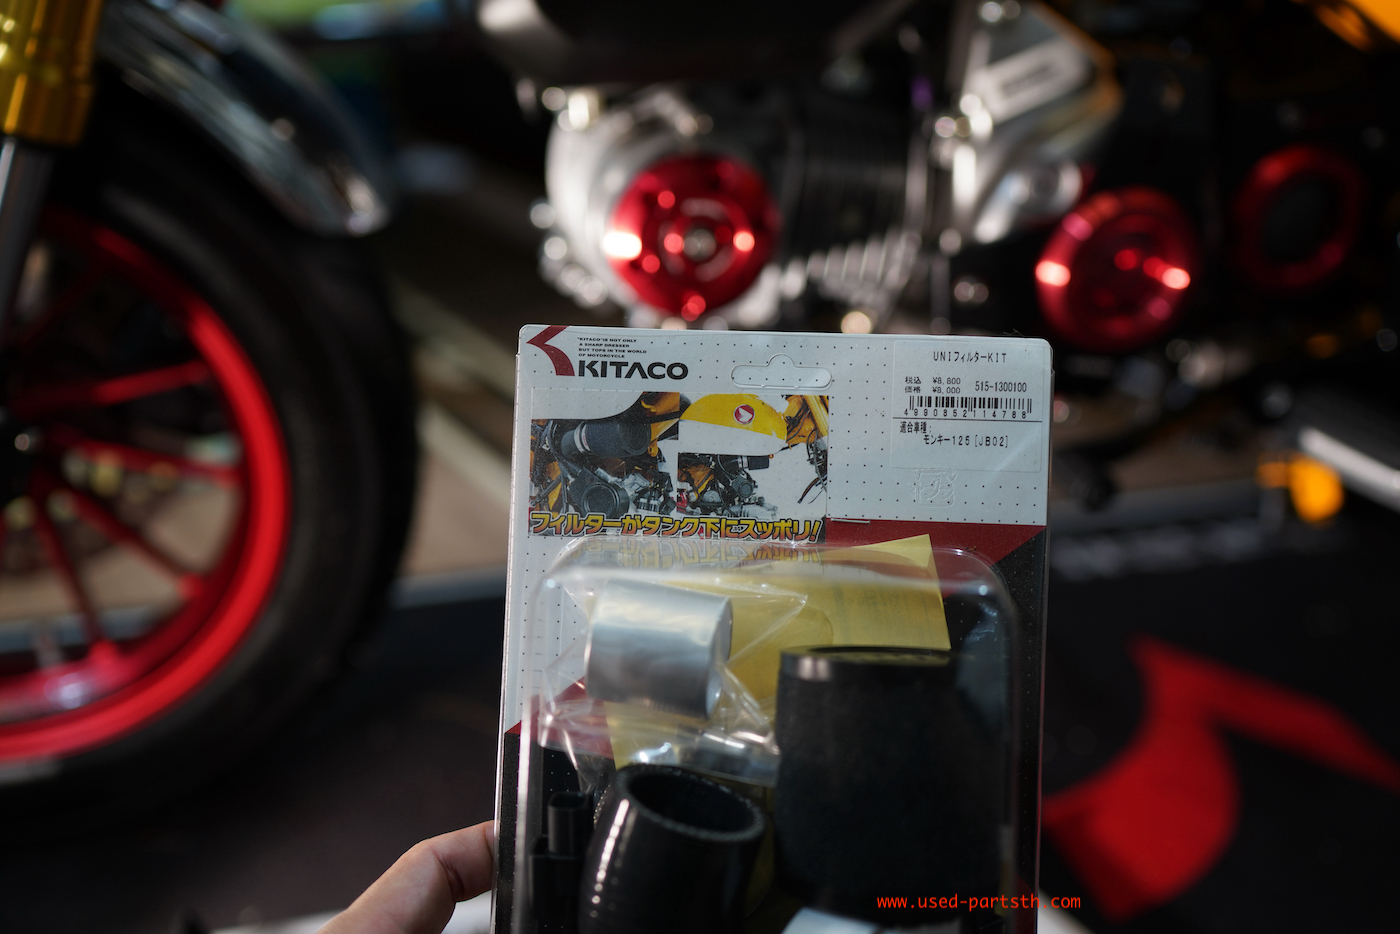 "KITACO" IS NOT ONLY
A SHARP DRESSER
BUT TOPS IN THE WORLD
OF MOTORCYCLE
KITACO
UNIフィルターKIT
税込 ¥8,800
価格 ¥8,000 515-1300100
4 990852 114788
適合車種:
モンキー125[JB02]
フィルターがタンク下にスッポリ!
www.used-partsth.com